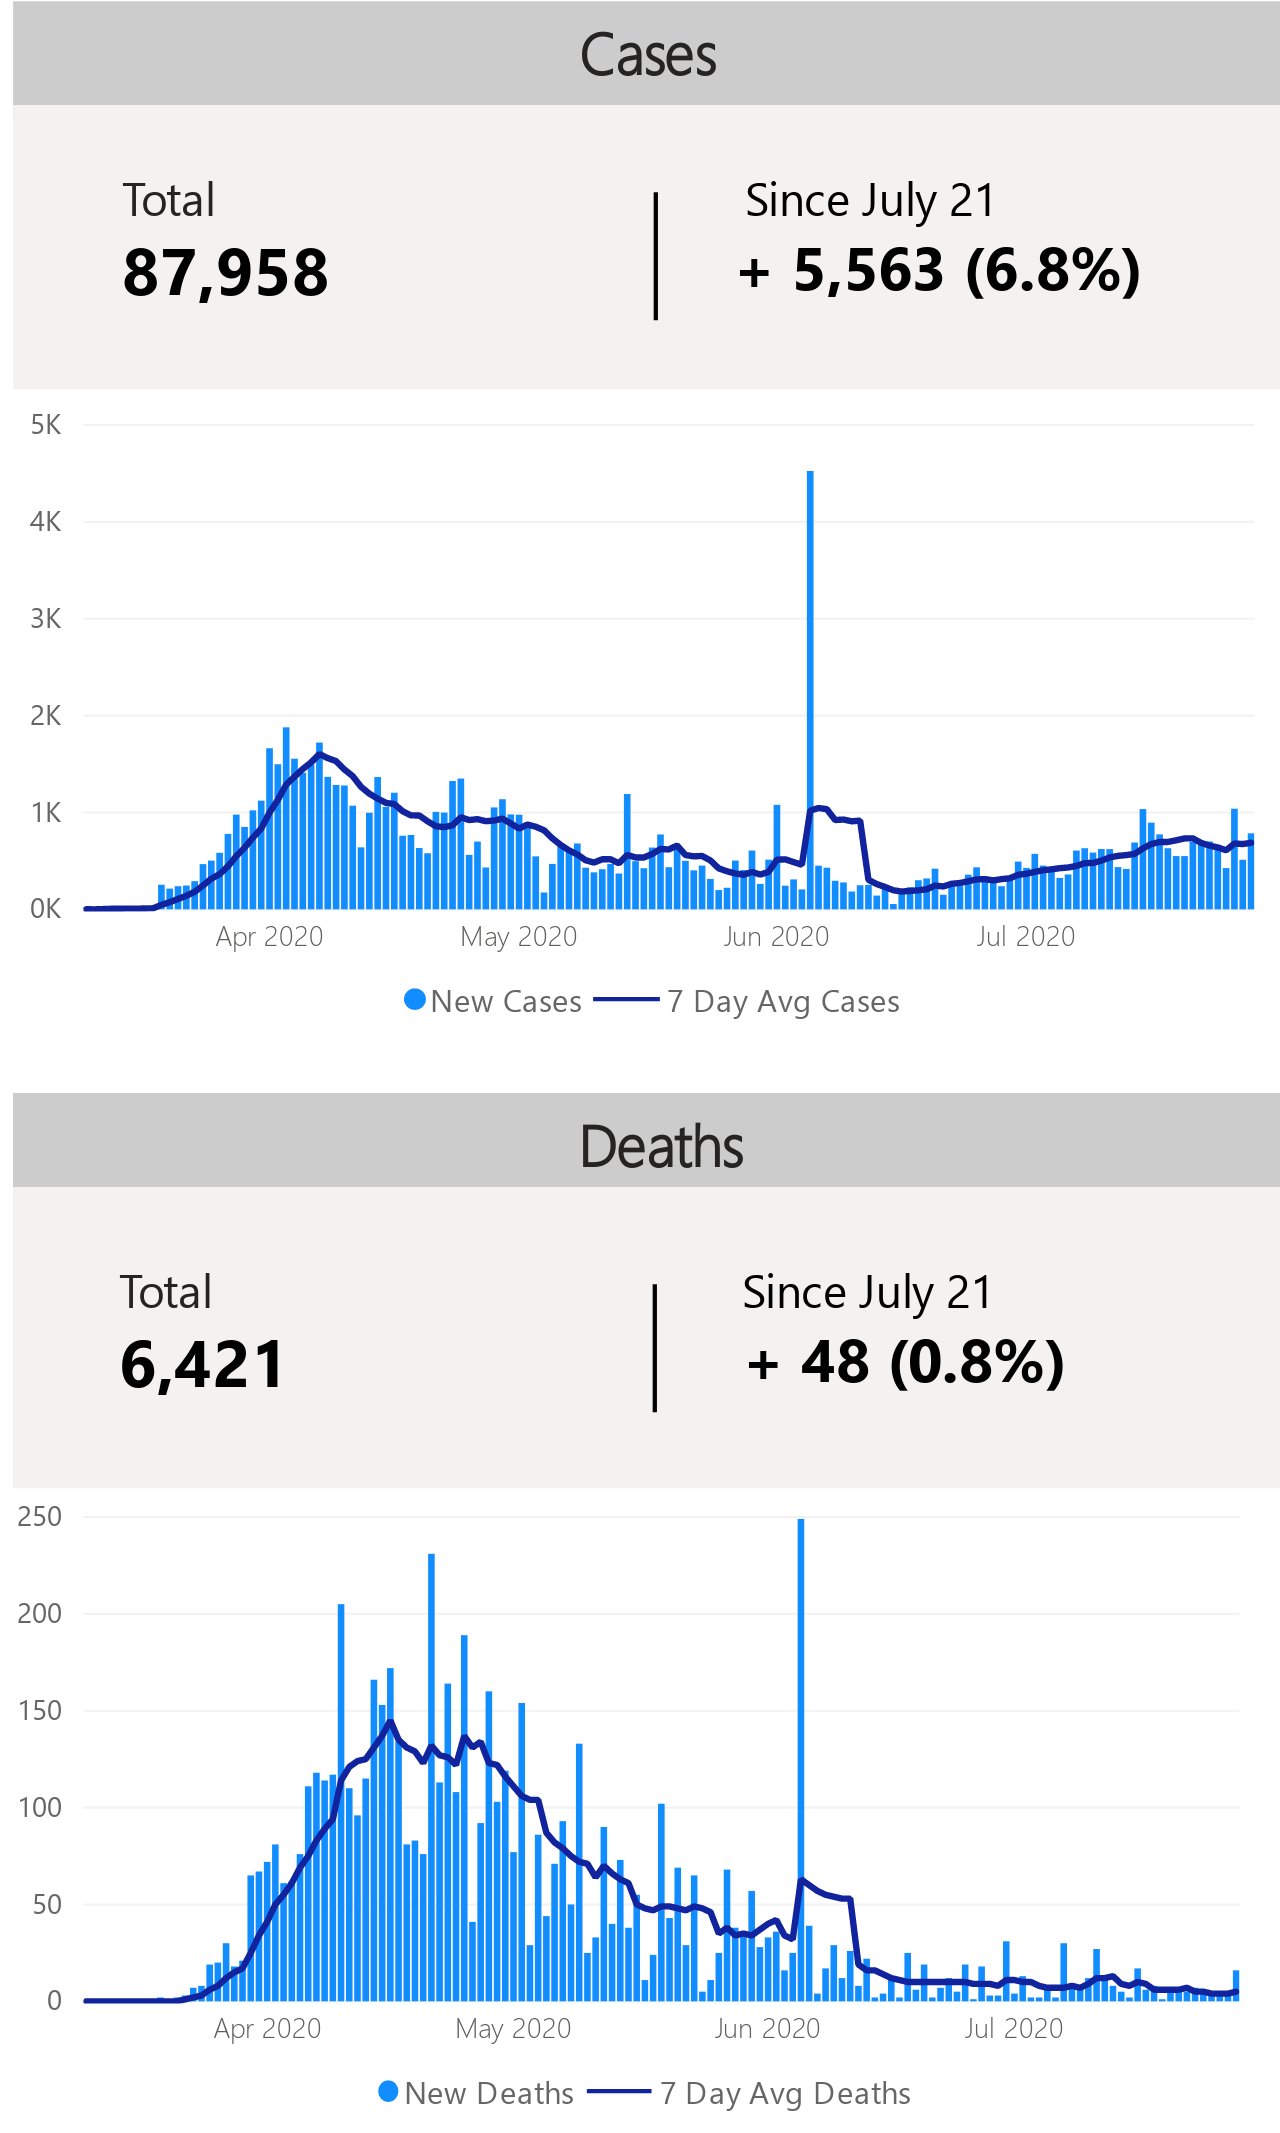 Cases
Total
Since July 21
87,958
+ 5,563 (6.8%)
5K
4K
3K
2K
1K
0K
Apr 2020
May 2020
Jun 2020
Jul 2020
New Cases
7 Day Avg Cases
Deaths
Total
Since July 21
6,421
+ 48 (0.8%)
250
200
150
100
50
0
Apr 2020
May 2020
Jun 2020
Jul 2020
New Deaths
7 Day Avg Deaths